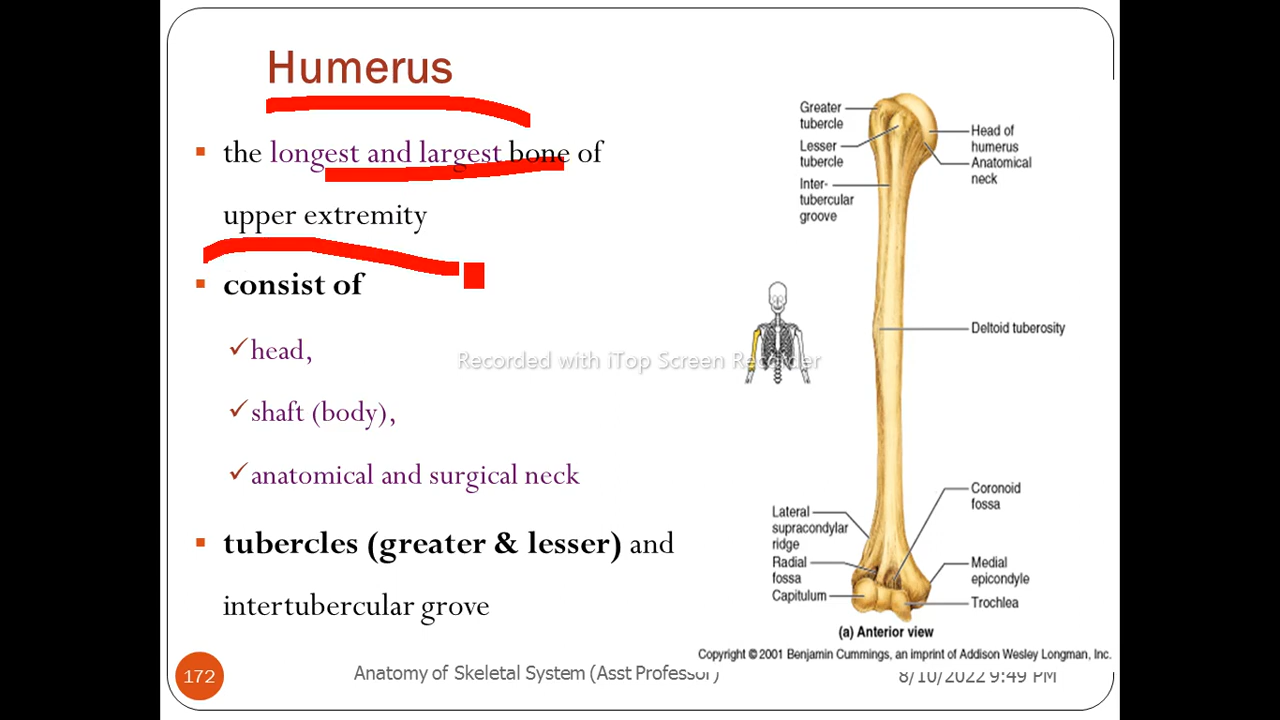 Humerus
▪ the longest and largest bone of
upper extremity
▪ consist of
✓head,
✓shaft (body),
✓anatomical and surgical neck
▪ tubercles (greater & lesser) and
intertubercular grove
Greater
tubercle
Lesser
tubercle
Inter-
tubercular
groove
Head of
humerus
Anatomical
neck
Deltoid tuberosity
Recorded with iTop Screen Recorder
Coronoid
fossa
Lateral
supracondylar
ridge
Radial
fossa
Capitulum
Medial
epicondyle
Trochlea
(a) Anterior view
Copyright © 2001 Benjamin Cummings, an imprint of Addison Wesley Longman, Inc.
172
Anatomy of Skeletal System (Asst Professor)
8/10/2022 9:49 PM